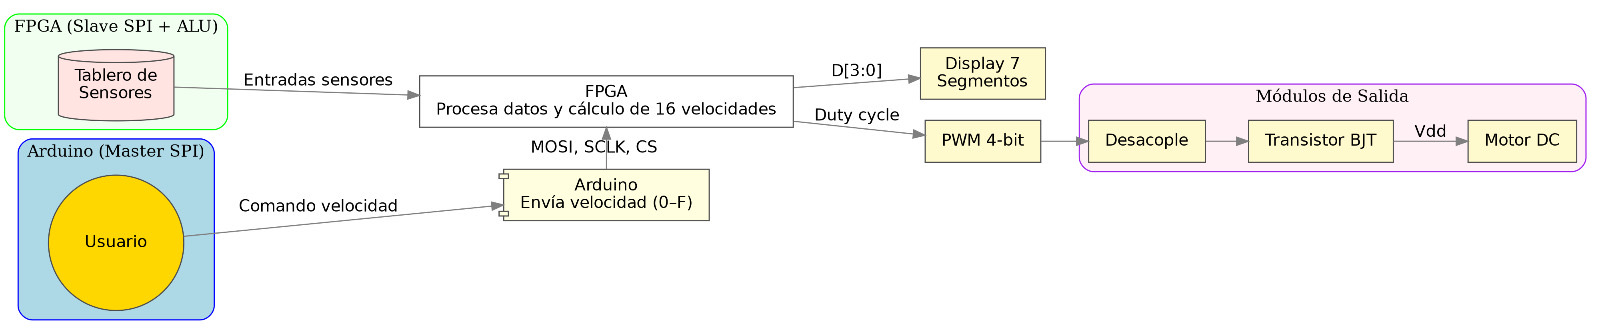 FPGA (Slave SPI + ALU)
Tablero de
Sensores
Entradas sensores
Arduino (Master SPI)
Usuario
Comando velocidad
FPGA
Procesa datos y cálculo de 16 velocidades
MOSI, SCLK, CS
Arduino
Envía velocidad (0–F)
D[3:0]
Display 7
Segmentos
Duty cycle
PWM 4-bit
Módulos de Salida
Desacople
Transistor BJT
Vdd
Motor DC